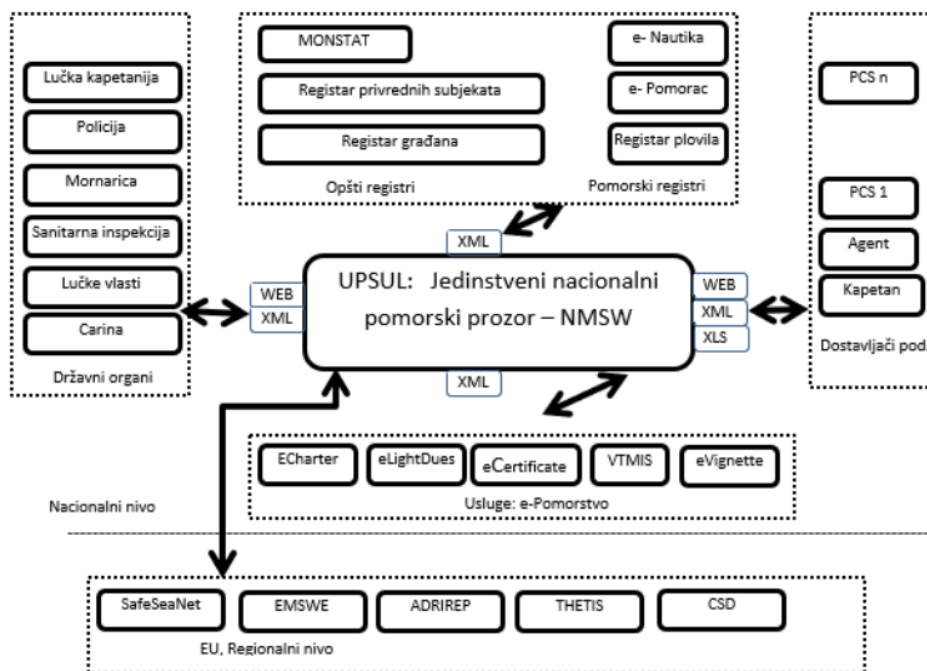 MONSTAT
Registar privrednih subjekata
Registar građana
Opšti registri
e- Nautika
e- Pomorac
Registar plovila
Pomorski registri
Lučka kapetanija
Policija
Mornarica
Sanitarna inspekcija
Lučke vlasti
Carina
Državni organi
PCS n
PCS 1
Agent
Kapetan
Dostavljači pod.
XML
WEB
XML
UPSUL: Jedinstveni nacionalni
pomorski prozor – NMSW
WEB
XML
XLS
XML
ECharter
eLightDues
eCertificate
VTMIS
eVignette
Usluge: e-Pomorstvo
Nacionalni nivo
SafeSeaNet
EMSWE
ADRIREP
THETIS
CSD
EU, Regionalni nivo